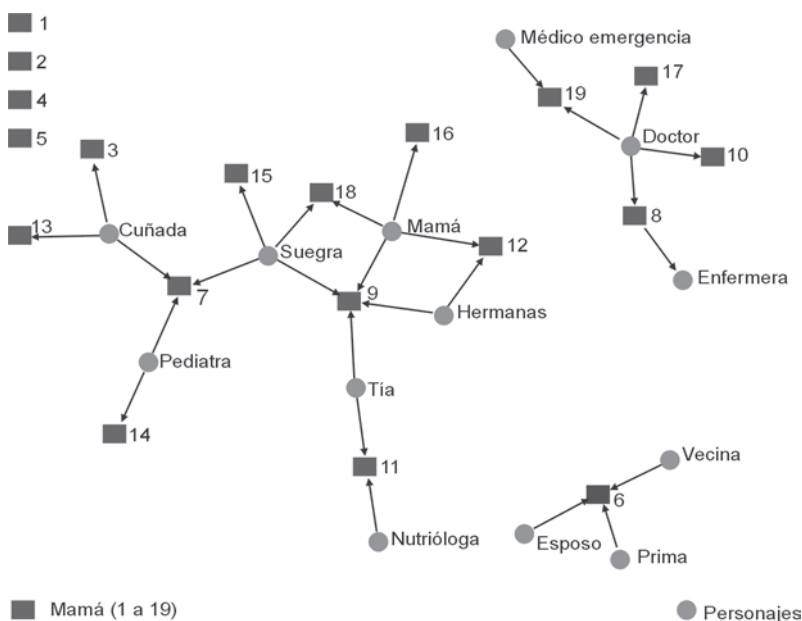 1
2
4
5
3
13
Cuñada
7
Pediatra
14
15
Suegra
18
16
Mamá
12
9
Hermanas
Tía
11
Nutrióloga
Médico emergencia
17
19
Doctor
10
8
Enfermera
Vecina
6
Esposo
Prima
Mamá (1 a 19)
Personajes